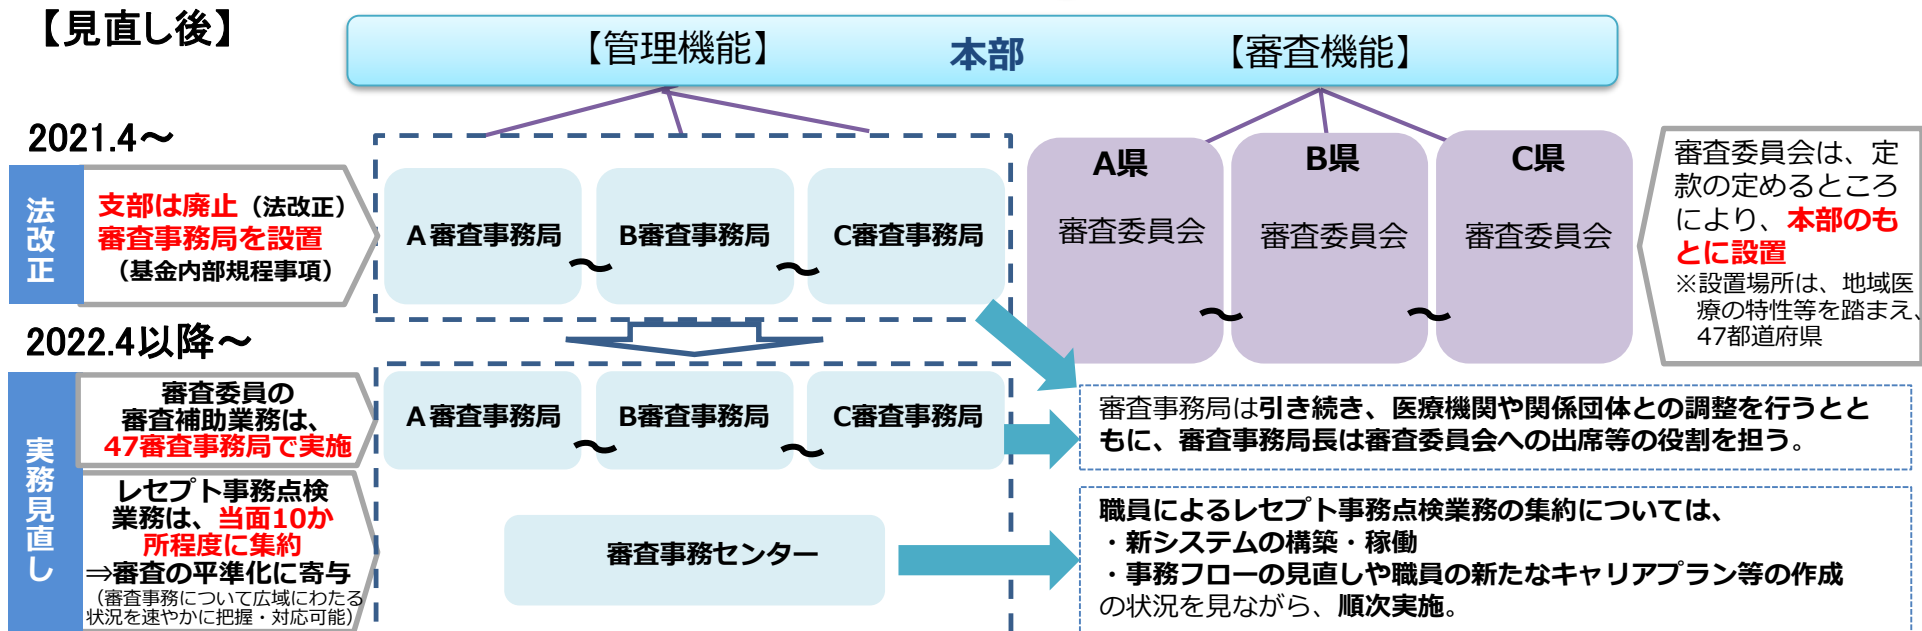 【見直し後】
【管理機能】 本部 【審査機能】
2021.4～
法改正
支部は廃止（法改正）
審査事務局を設置
（基金内部規程事項）
A審査事務局
B審査事務局
C審査事務局
～
～
A県
審査委員会
B県
審査委員会
C県
審査委員会
～
～
審査委員会は、定
款の定めるところ
により、本部のも
とに設置
※設置場所は、地域医
療の特性等を踏まえ、
47都道府県
2022.4以降～
実務見直し
審査委員の
審査補助業務は、
47審査事務局で実施
A審査事務局
B審査事務局
C審査事務局
～
～
審査事務局は引き続き、医療機関や関係団体との調整を行うとと
もに、審査事務局長は審査委員会への出席等の役割を担う。
レセプト事務点検
業務は、当面10か
所程度に集約
⇒審査の平準化に寄与
（審査事務について広域にわたる
状況を速やかに把握・対応可能）
審査事務センター
職員によるレセプト事務点検業務の集約については、
・新システムの構築・稼働
・事務フローの見直しや職員の新たなキャリアプラン等の作成
の状況を見ながら、順次実施。